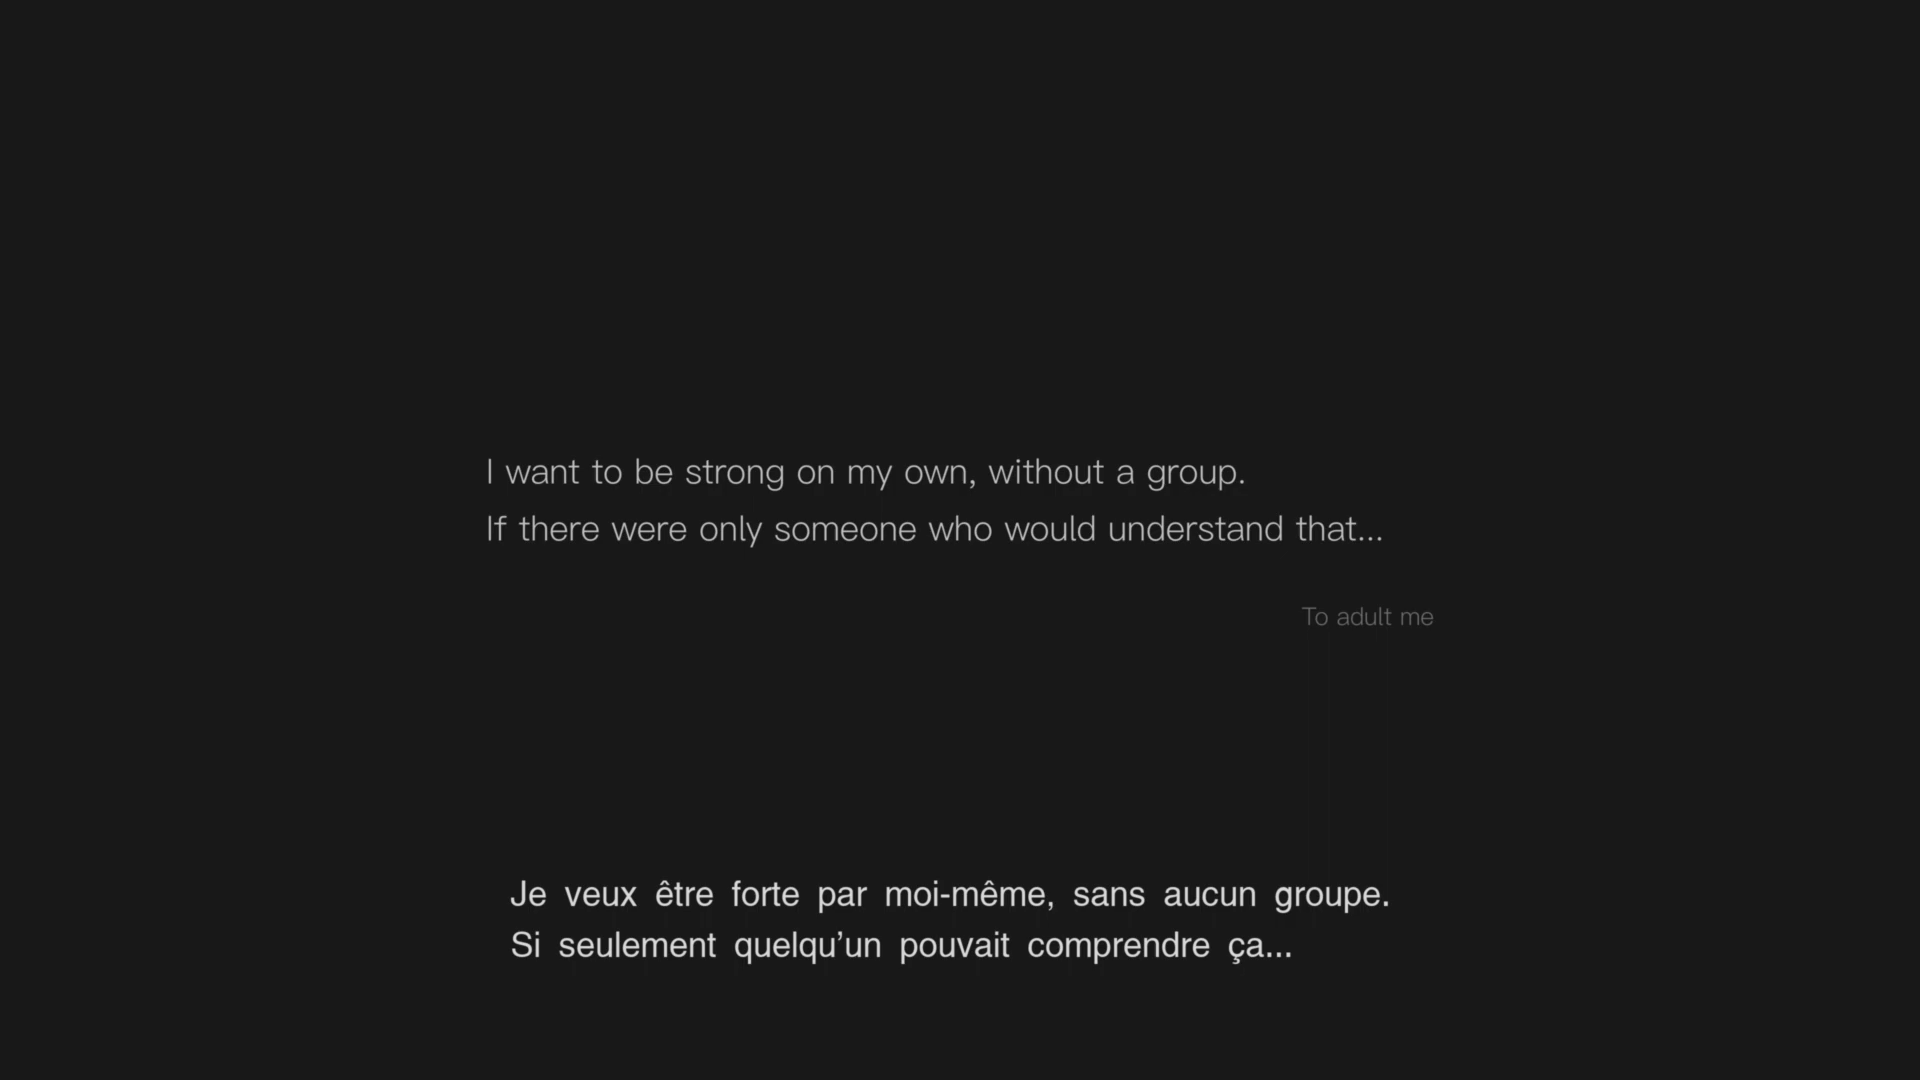 I want to be strong on my own, without a group.
If there were only someone who would understand that...
To adult me
Je veux être forte par moi-même, sans aucun groupe.
Si seulement quelqu’un pouvait comprendre ça...